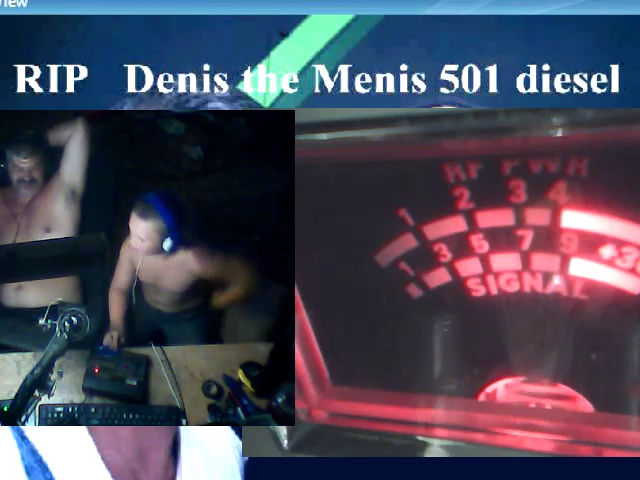 view
RIP Denis the Menis 501 diesel
RF PWR
1 2 3 4
1 3 5 7 9 +30
SIGNAL